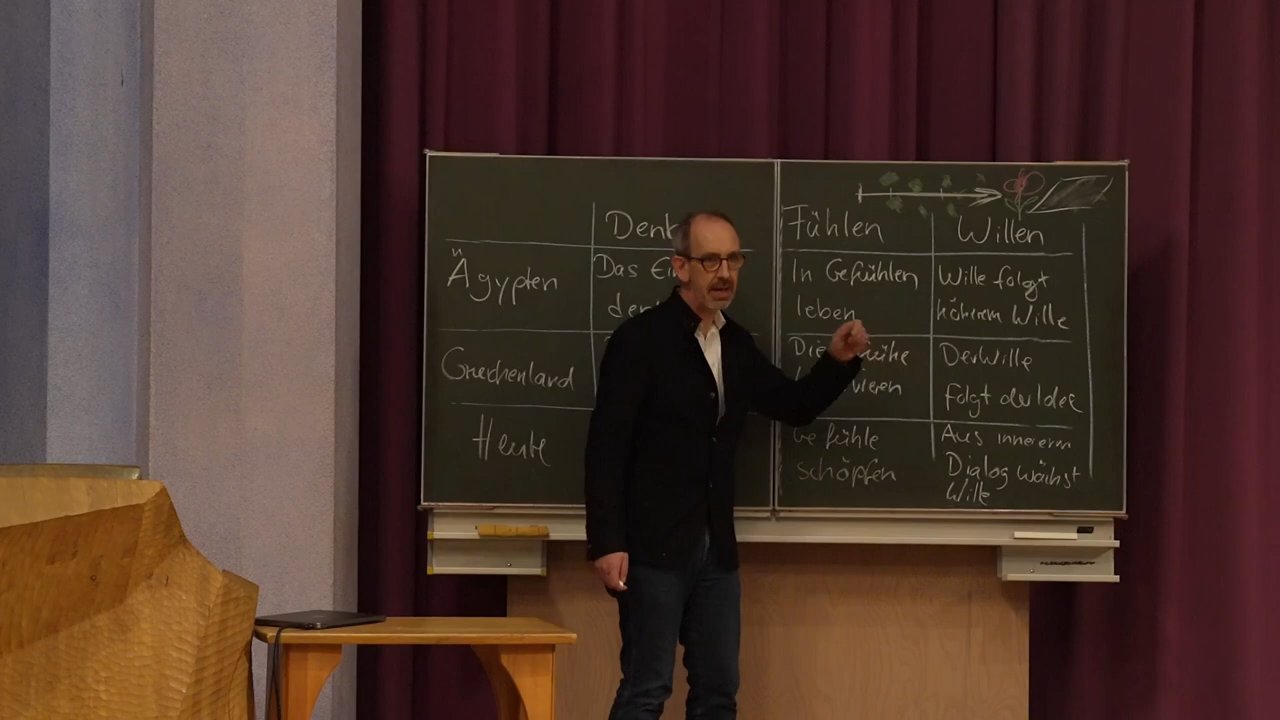 Denk
Fühlen
Willen
Ägypten
Das Ei
den
In Gefühlen
leben
Wille folgt
höherem Wille
Griechenland
Die
Der Wille
folgt der Idee
Heute
Gefühle
schöpfen
Aus innerem
Dialog wächst
Wille